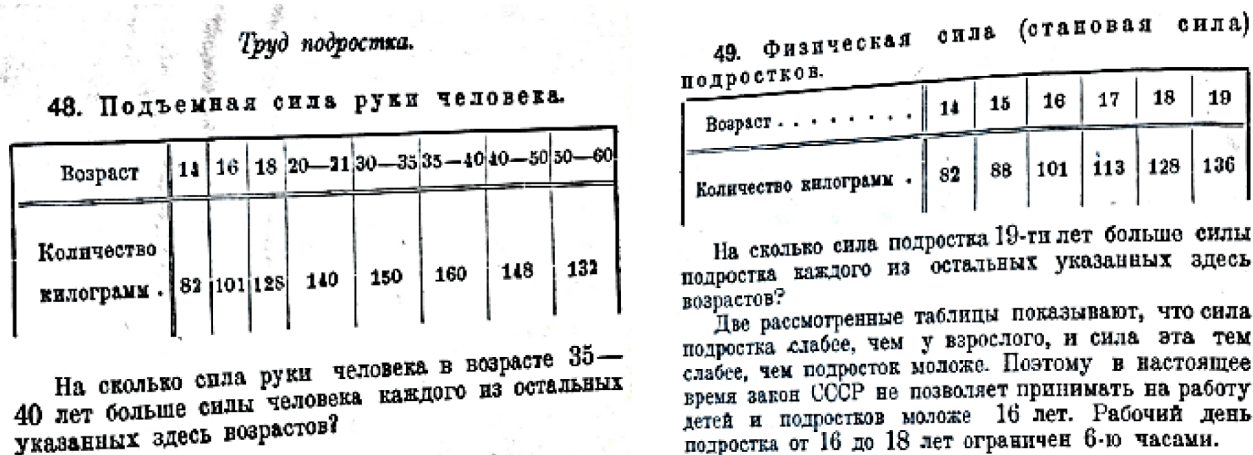 Труд подростка.
48. Подъемная сила руки человека.
Возраст 14 16 18 20—21 30—35 35—40 40—50 50—60
Количество
килограмм . 82 101 128 140 150 160 148 132
На сколько сила руки человека в возрасте 35—
40 лет больше силы человека каждого из остальных
указанных здесь возрастов?
49. Физическая сила (становая сила)
подростков.
Возраст . . . . . . . . 14 15 16 17 18 19
Количество килограмм . 82 88 101 113 128 136
На сколько сила подростка 19-ти лет больше силы
подростка каждого из остальных указанных здесь
возрастов?
Две рассмотренные таблицы показывают, что сила
подростка слабее, чем у взрослого, и сила эта тем
слабее, чем подросток моложе. Поэтому в настоящее
время закон СССР не позволяет принимать на работу
детей и подростков моложе 16 лет. Рабочий день
подростка от 16 до 18 лет ограничен 6-ю часами.